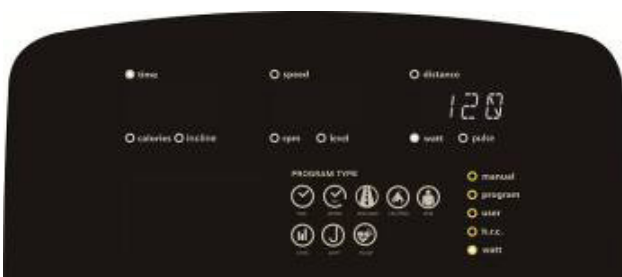 time speed distance
120
calories incline rpm level watt pulse
PROGRAM TYPE
manual
program
user
h.r.c.
watt